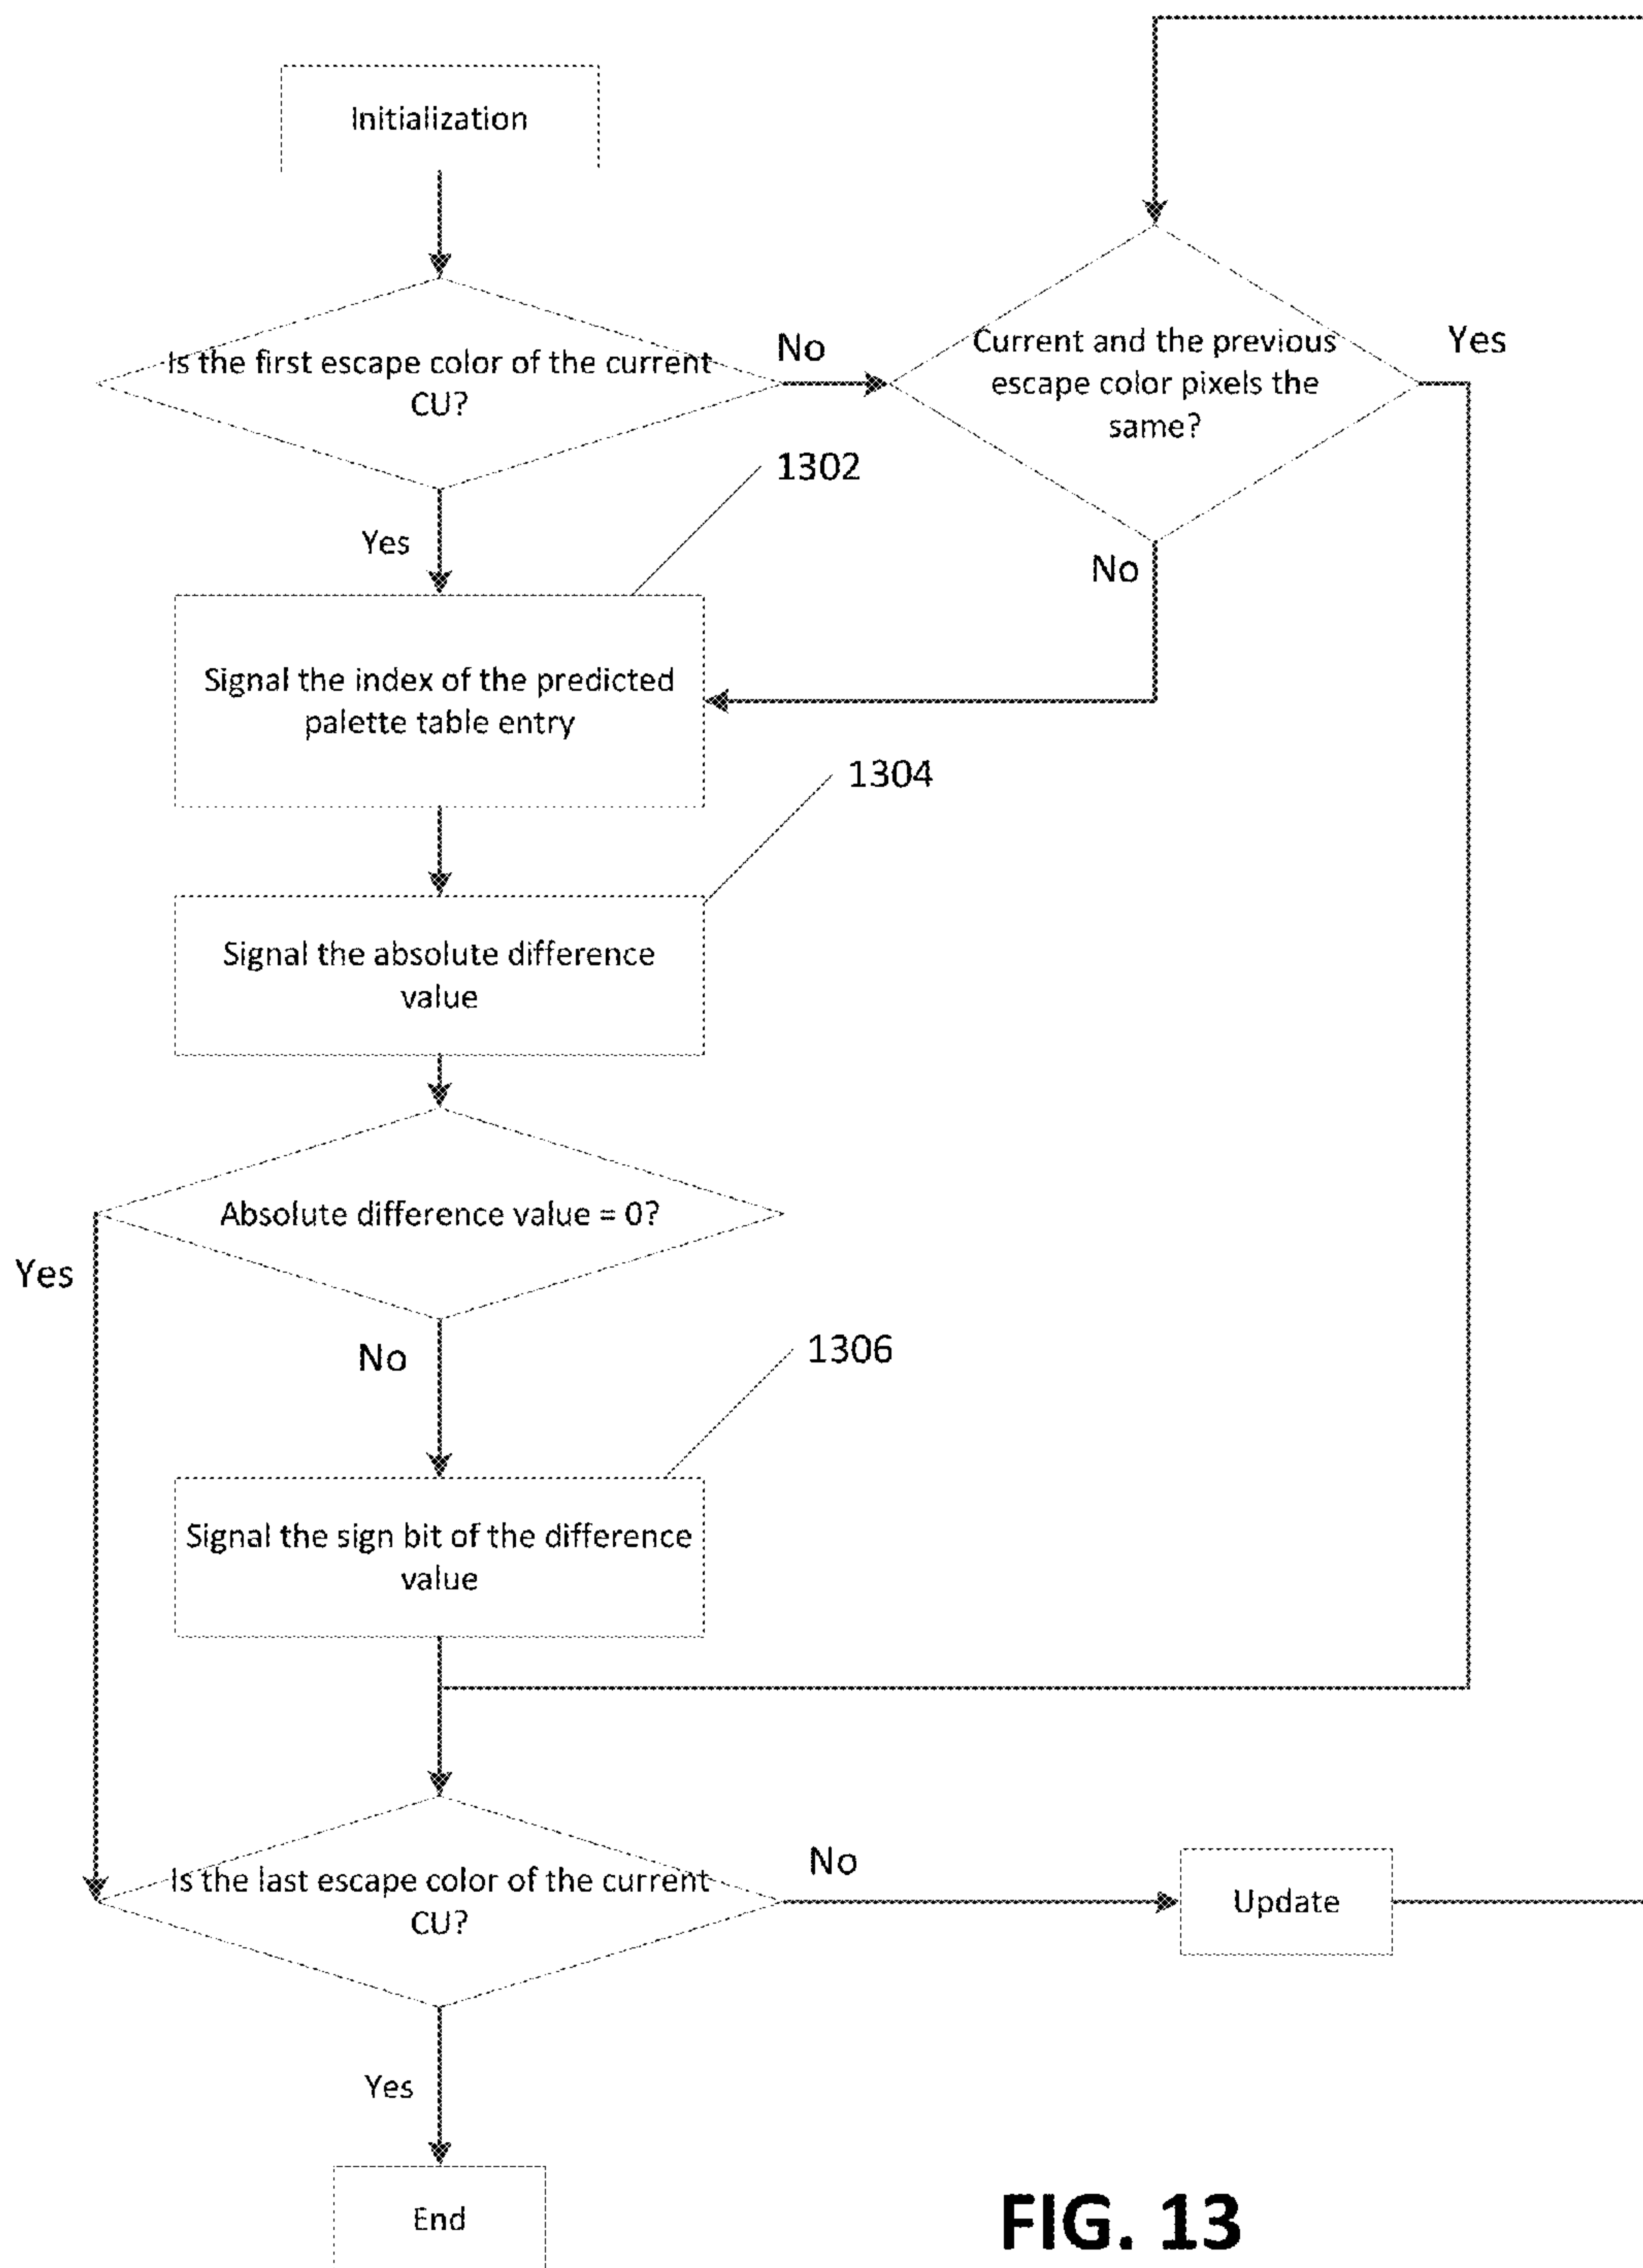 Initialization
Is the first escape color of the current
CU?
No
Current and the previous
escape color pixels the
same?
Yes
1302
Yes
No
Signal the index of the predicted
palette table entry
1304
Signal the absolute difference
value
Absolute difference value = 0?
Yes
No
1306
Signal the sign bit of the difference
value
Is the last escape color of the current
CU?
No
Update
Yes
End
FIG. 13